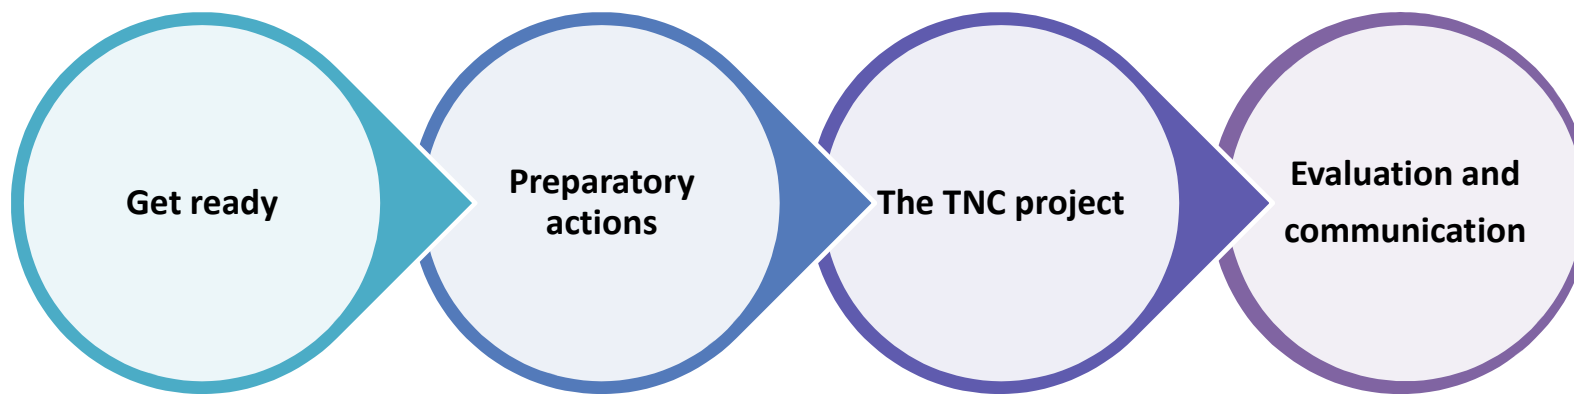 Get ready
Preparatory
actions
The TNC project
Evaluation and
communication